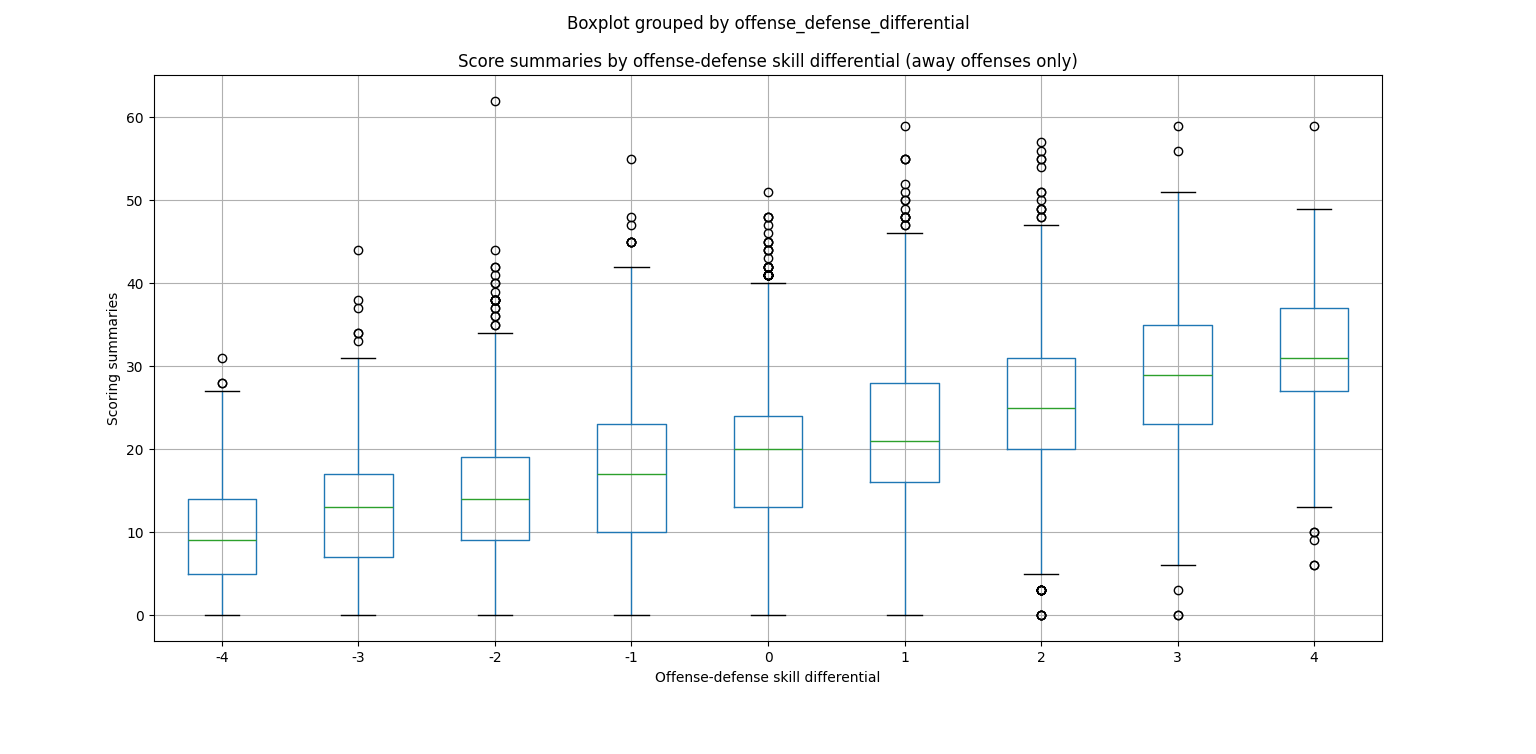 Boxplot grouped by offense_defense_differential
Score summaries by offense-defense skill differential (away offenses only)
Scoring summaries
60
50
40
30
20
10
0
-4 -3 -2 -1 0 1 2 3 4
Offense-defense skill differential